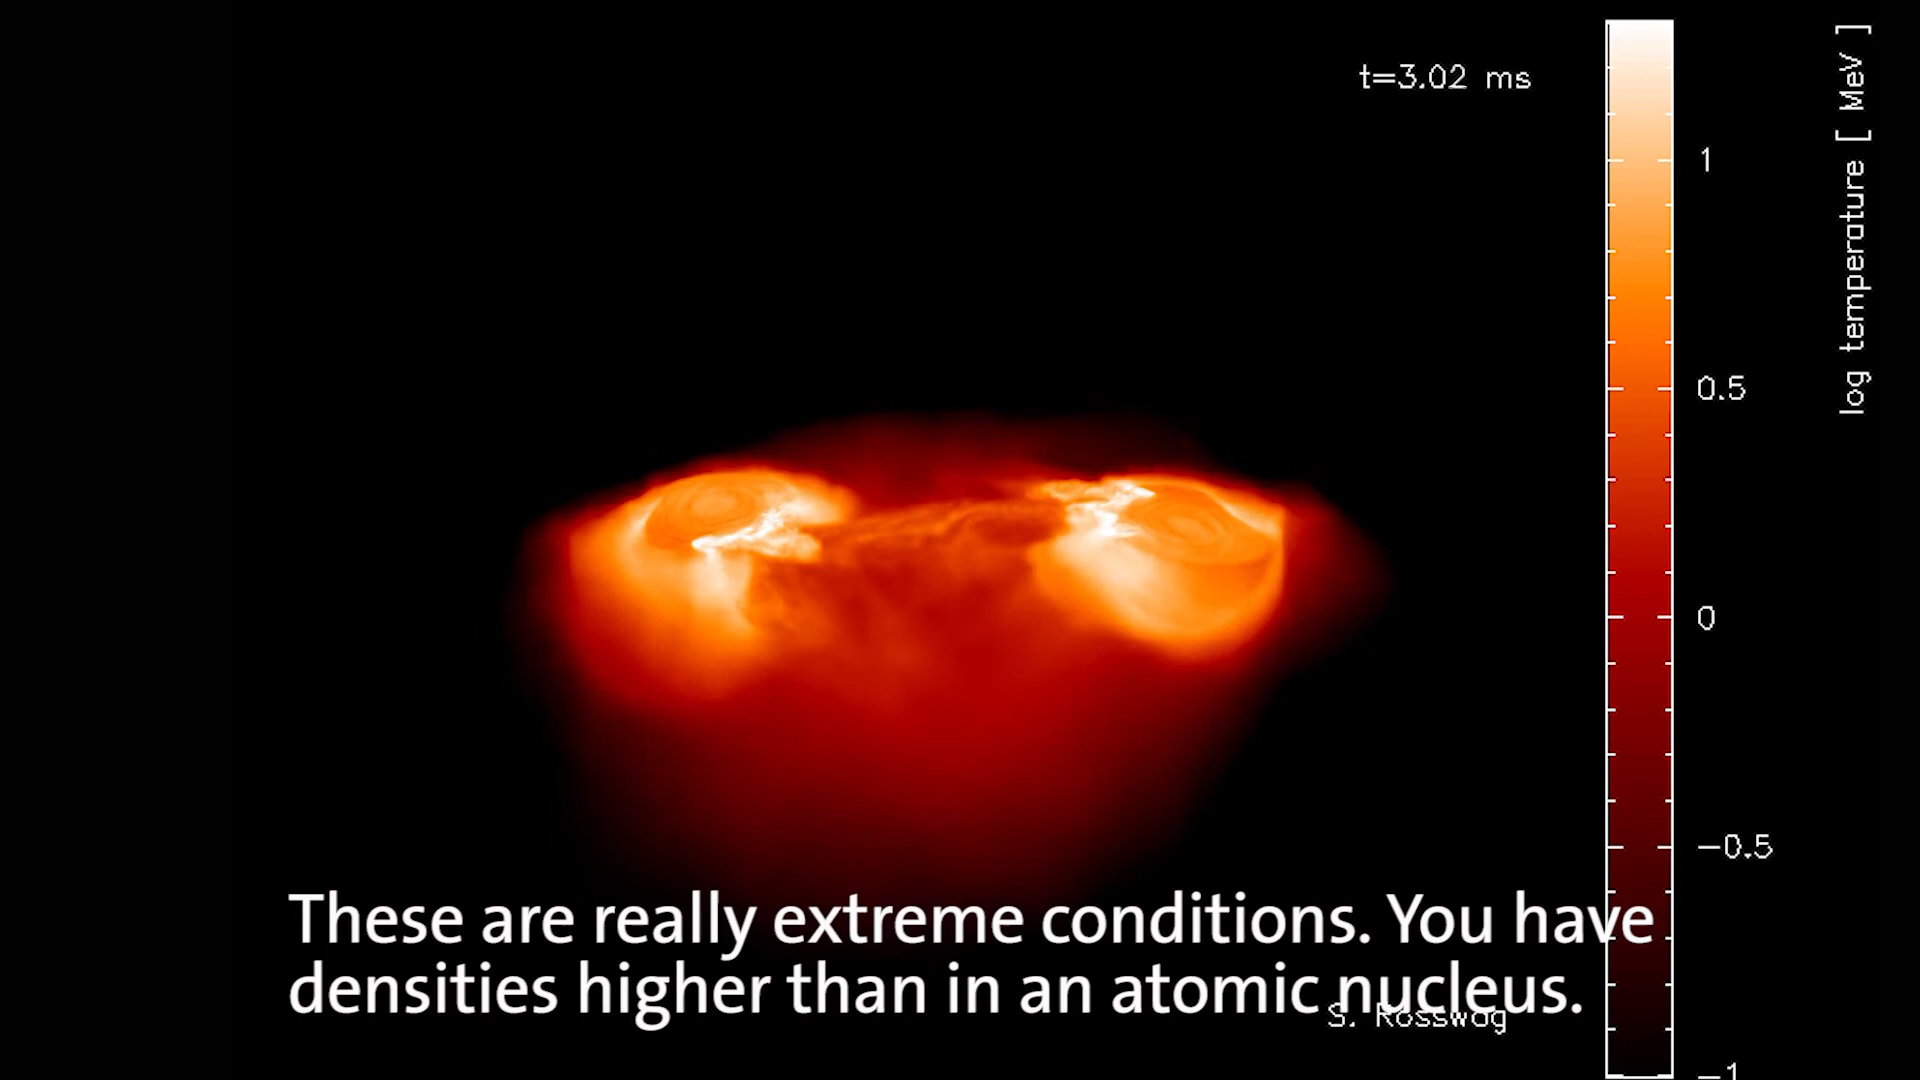 t=3.02 ms
log temperature [ MeV ]
1
0.5
0
−0.5
−1
These are really extreme conditions. You have
densities higher than in an atomic nucleus.
S. Rosswog